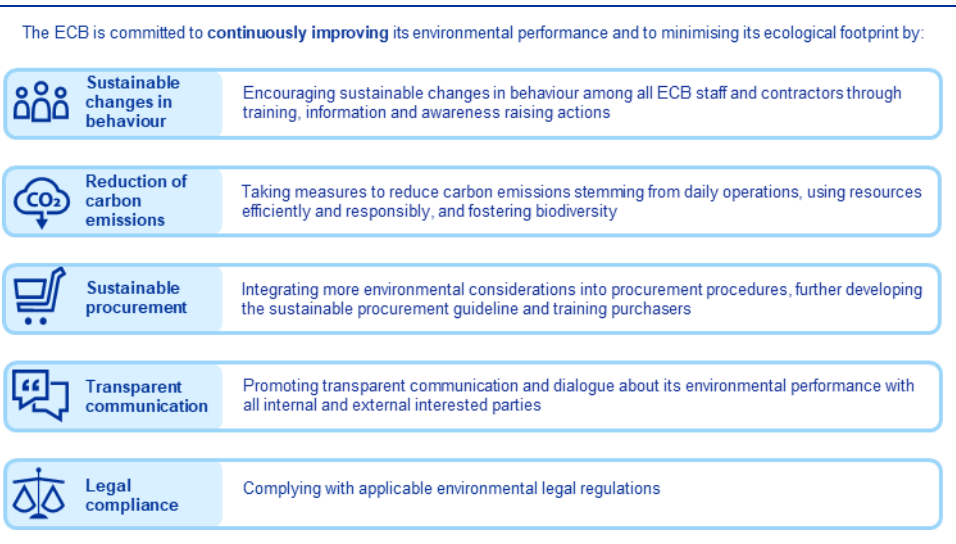 The ECB is committed to continuously improving its environmental performance and to minimising its ecological footprint by:
Sustainable
changes in
behaviour
Encouraging sustainable changes in behaviour among all ECB staff and contractors through
training, information and awareness raising actions
CO₂
Reduction of
carbon
emissions
Taking measures to reduce carbon emissions stemming from daily operations, using resources
efficiently and responsibly, and fostering biodiversity
Sustainable
procurement
Integrating more environmental considerations into procurement procedures, further developing
the sustainable procurement guideline and training purchasers
Transparent
communication
Promoting transparent communication and dialogue about its environmental performance with
all internal and external interested parties
Legal
compliance
Complying with applicable environmental legal regulations